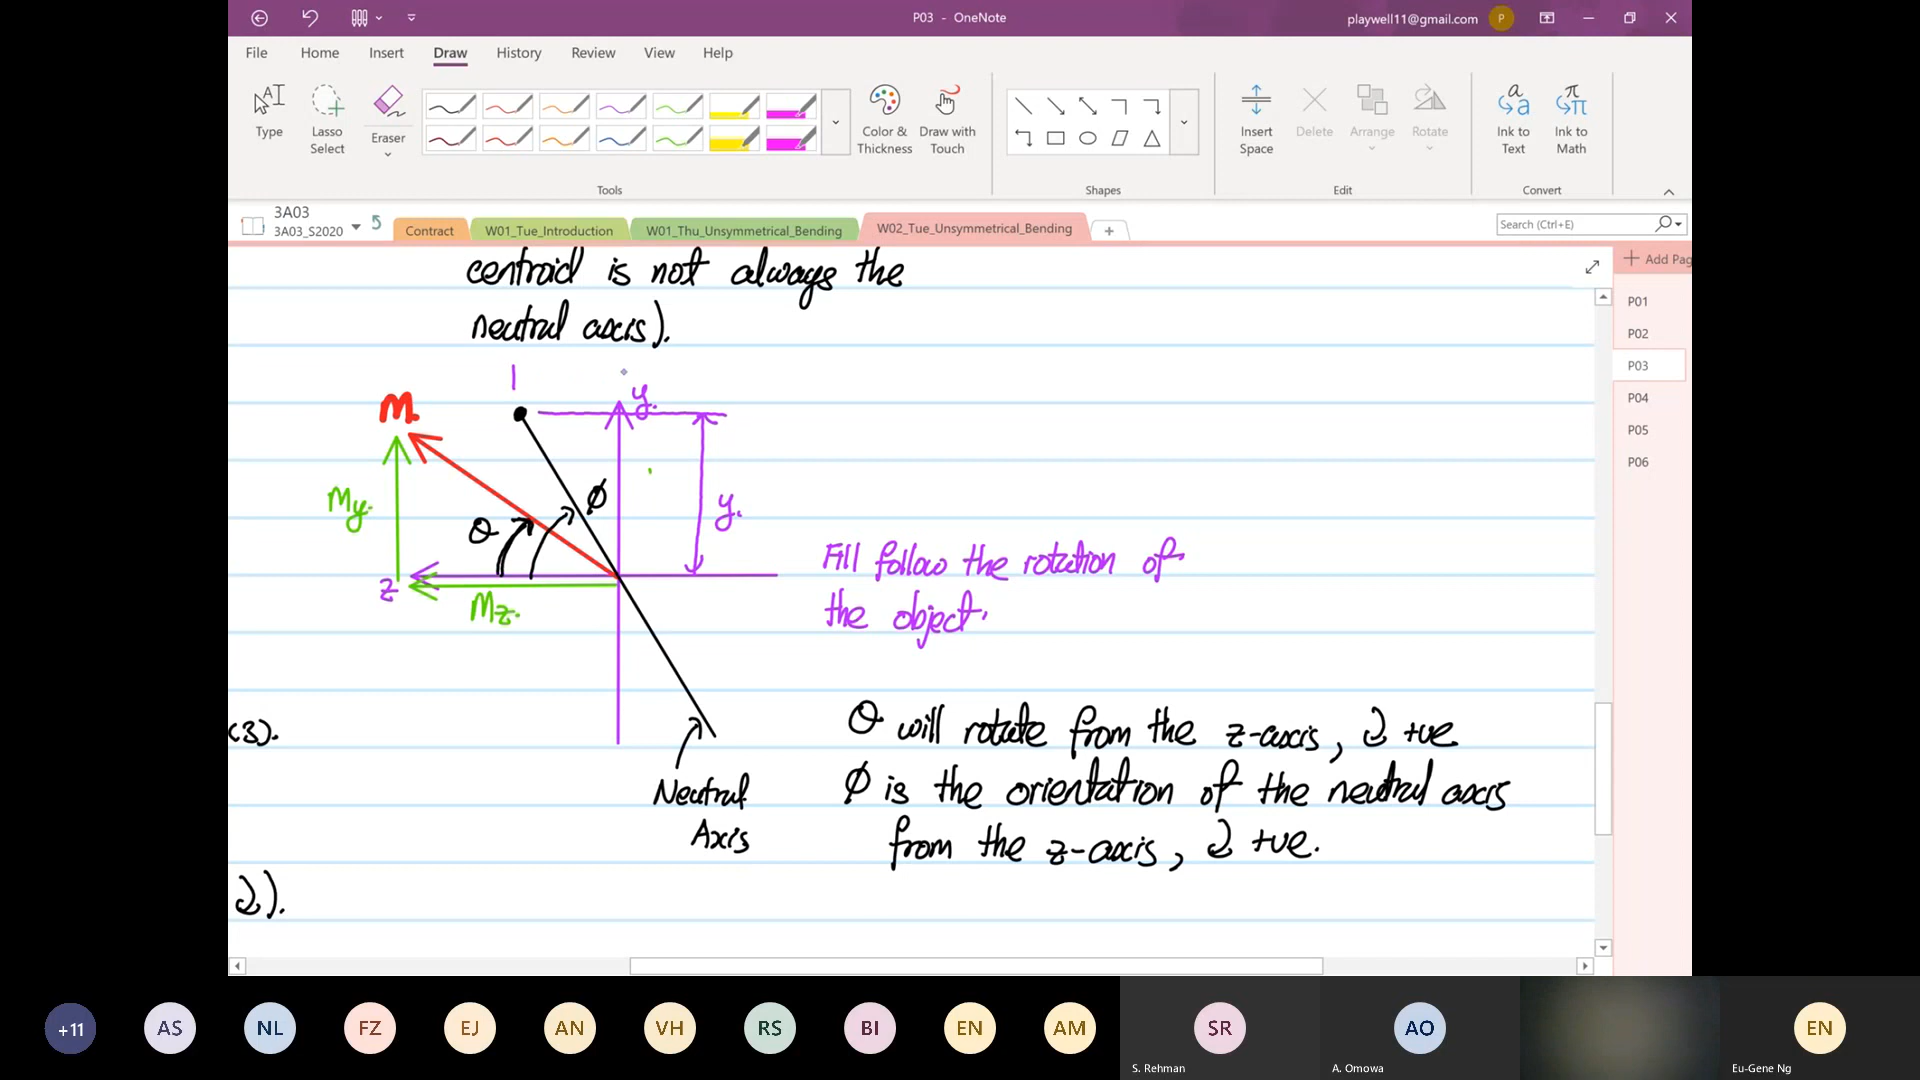 P03 - OneNote
playwell11@gmail.com
P
File Home Insert Draw History Review View Help
Type
Lasso Select
Eraser
Color & Thickness
Draw with Touch
Insert Space
Delete
Arrange
Rotate
Ink to Text
Ink to Math
Tools
Shapes
Edit
Convert
3A03
3A03_S2020
Contract
W01_Tue_Introduction
W01_Thu_Unsymmetrical_Bending
W02_Tue_Unsymmetrical_Bending
+
Search (Ctrl+E)
Add Pag
P01
P02
P03
P04
P05
P06
centroid is not always the
neutral axis).
1
y.
M.
My.
θ
φ
y.
z
Mz.
Fill follow the rotation of
the object.
(3).
Neutral
Axis
θ will rotate from the z-axis, ↻ +ve
φ is the orientation of the neutral axis
from the z-axis, ↻ +ve.
2).
+11
AS
NL
FZ
EJ
AN
VH
RS
BI
EN
AM
SR
S. Rehman
AO
A. Omowa
EN
Eu-Gene Ng